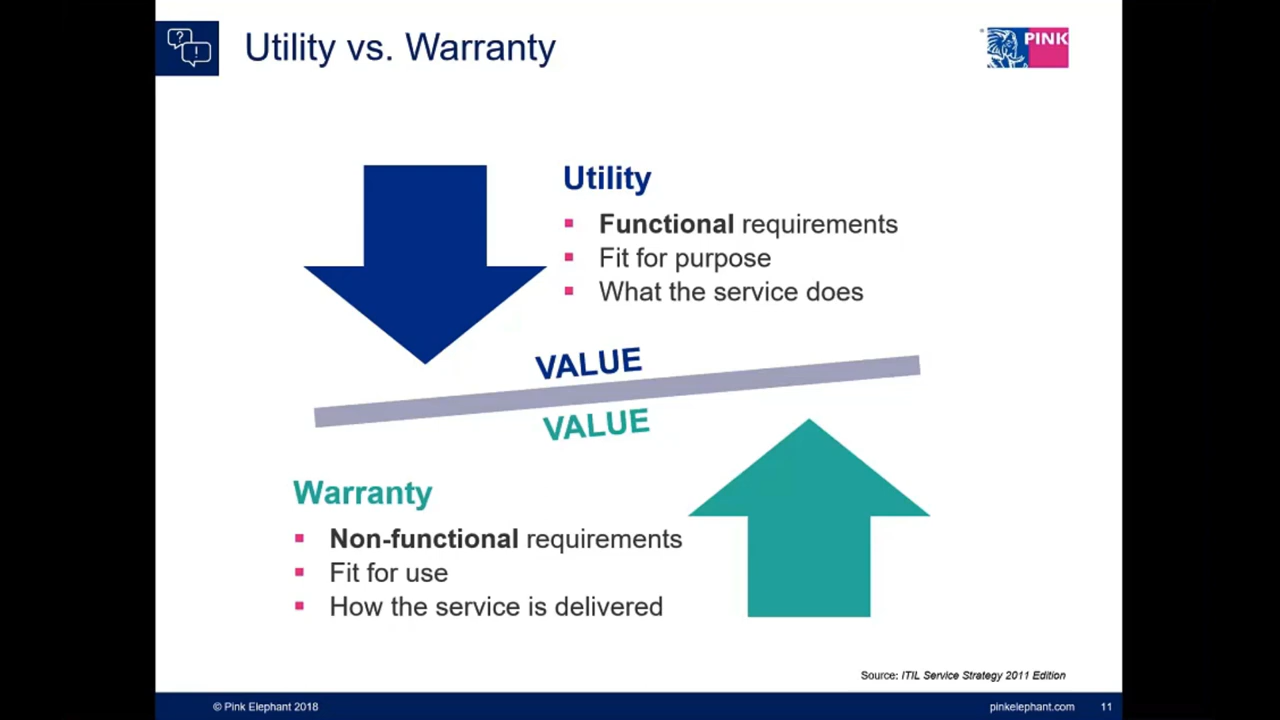 Utility vs. Warranty
PINK
Utility
Functional requirements
Fit for purpose
What the service does
VALUE
VALUE
Warranty
Non-functional requirements
Fit for use
How the service is delivered
Source: ITIL Service Strategy 2011 Edition
© Pink Elephant 2018
pinkelephant.com
11